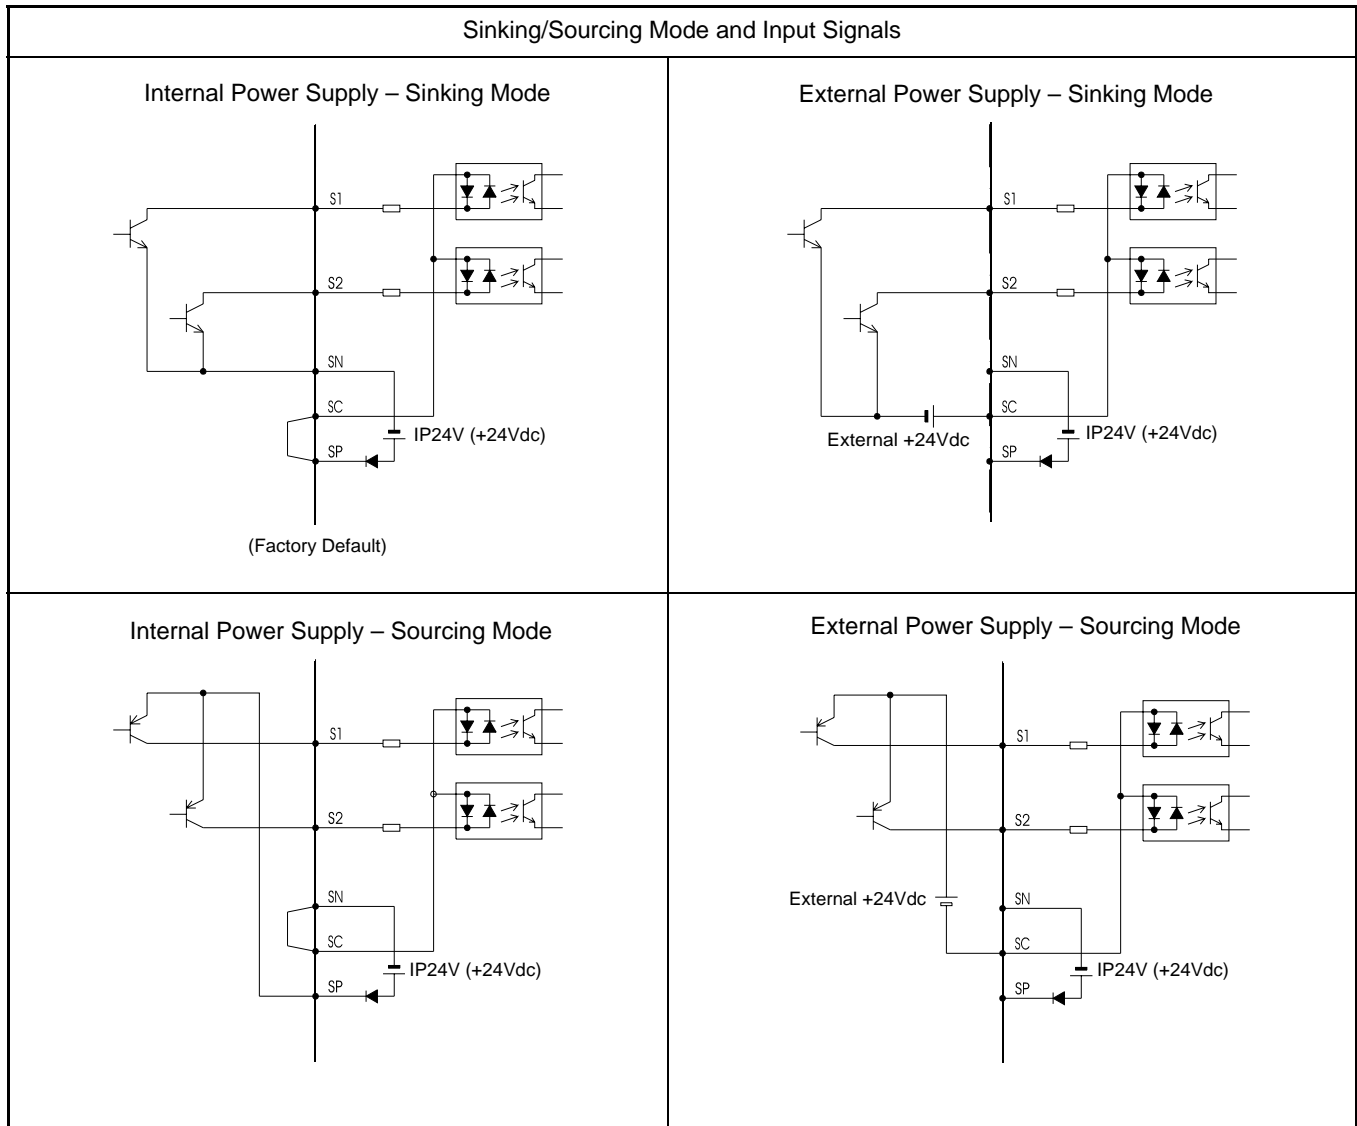 Sinking/Sourcing Mode and Input Signals
Internal Power Supply – Sinking Mode
S1
S2
SN
SC
IP24V (+24Vdc)
SP
(Factory Default)
External Power Supply – Sinking Mode
S1
S2
SN
SC
External +24Vdc
IP24V (+24Vdc)
SP
Internal Power Supply – Sourcing Mode
S1
S2
SN
SC
IP24V (+24Vdc)
SP
External Power Supply – Sourcing Mode
S1
S2
External +24Vdc
SN
SC
IP24V (+24Vdc)
SP